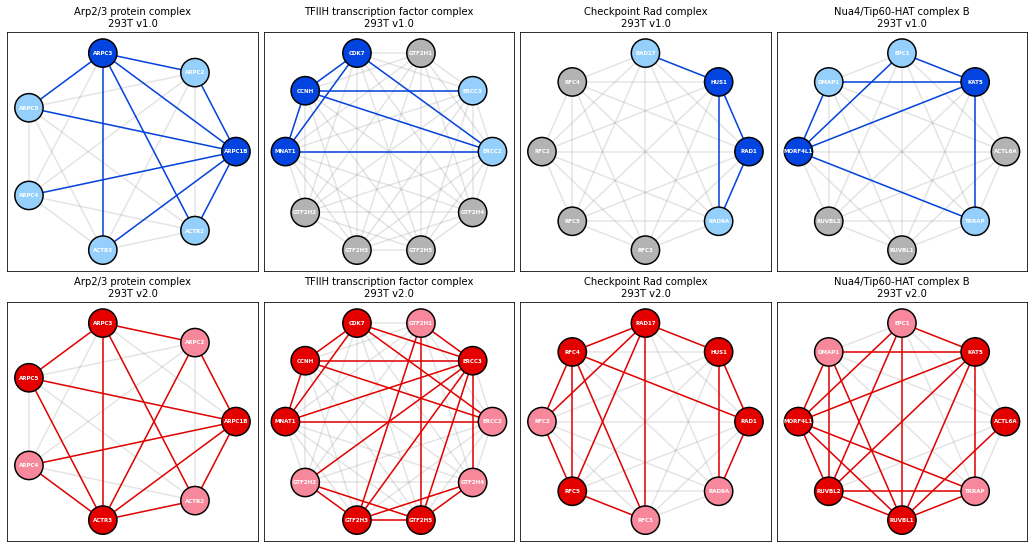 Arp2/3 protein complex
293T v1.0
ARPC3
ARPC2
ARPC5
ARPC1B
ARPC4
ACTR2
ACTR3
TFIIH transcription factor complex
293T v1.0
CDK7
GTF2H1
CCNH
ERCC3
MNAT1
ERCC2
GTF2H2
GTF2H4
GTF2H3
GTF2H5
Checkpoint Rad complex
293T v1.0
RAD17
RFC4
HUS1
RFC2
RAD1
RFC5
RAD9A
RFC3
Nua4/Tip60-HAT complex B
293T v1.0
EPC1
DMAP1
KAT5
MORF4L1
ACTL6A
RUVBL2
TRRAP
RUVBL1
Arp2/3 protein complex
293T v2.0
ARPC3
ARPC2
ARPC5
ARPC1B
ARPC4
ACTR2
ACTR3
TFIIH transcription factor complex
293T v2.0
CDK7
GTF2H1
CCNH
ERCC3
MNAT1
ERCC2
GTF2H2
GTF2H4
GTF2H3
GTF2H5
Checkpoint Rad complex
293T v2.0
RAD17
RFC4
HUS1
RFC2
RAD1
RFC5
RAD9A
RFC3
Nua4/Tip60-HAT complex B
293T v2.0
EPC1
DMAP1
KAT5
MORF4L1
ACTL6A
RUVBL2
TRRAP
RUVBL1